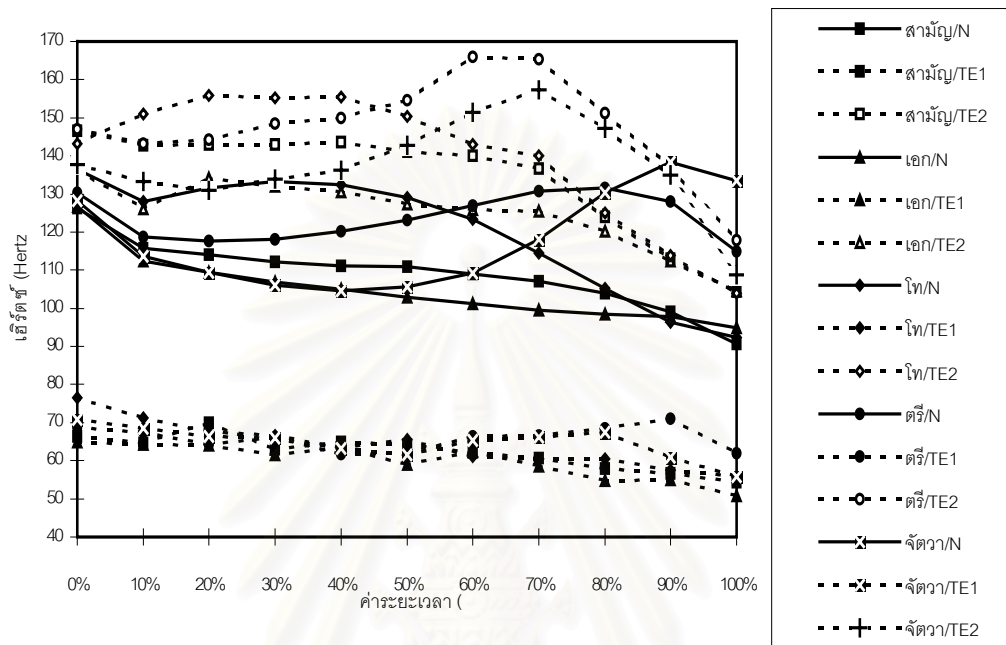 170
160
150
140
130
120
110
100
90
80
70
60
50
40
เฮิร์ตซ์ (Hertz
0% 10% 20% 30% 40% 50% 60% 70% 80% 90% 100%
ค่าระยะเวลา (
สามัญ/N
สามัญ/TE1
สามัญ/TE2
เอก/N
เอก/TE1
เอก/TE2
โท/N
โท/TE1
โท/TE2
ตรี/N
ตรี/TE1
ตรี/TE2
จัตวา/N
จัตวา/TE1
จัตวา/TE2